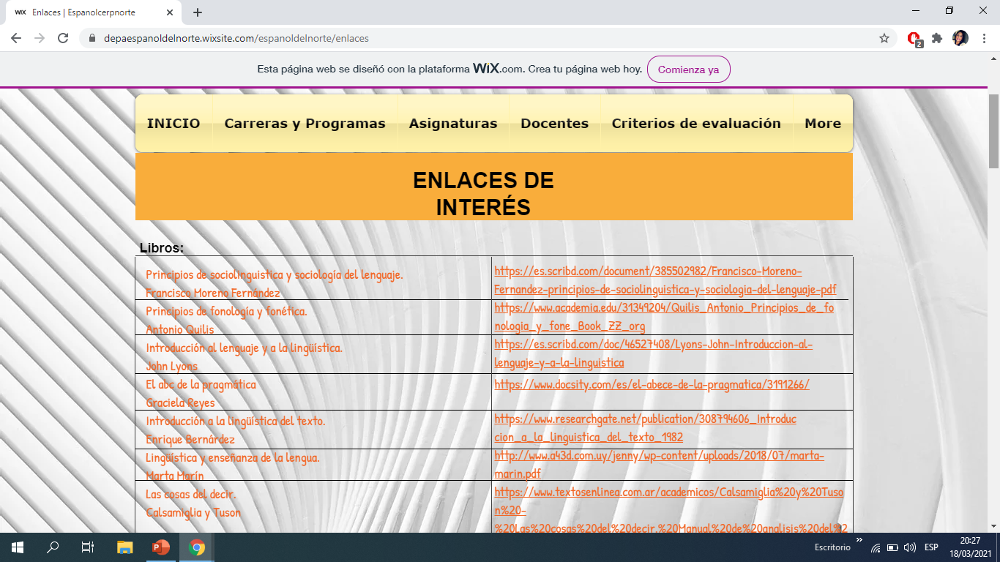 WiX Enlaces | Espanolcerpnorte
depaespanoldelnorte.wixsite.com/espanoldelnorte/enlaces
2
Esta página web se diseñó con la plataforma WiX.com. Crea tu página web hoy. Comienza ya
INICIO Carreras y Programas Asignaturas Docentes Criterios de evaluación More
ENLACES DE
INTERÉS
Libros:
Principios de sociolinguistica y sociología del lenguaje.
Francisco Moreno Fernández
https://es.scribd.com/document/385502982/Francisco-Moreno-
Fernandez-principios-de-sociolinguistica-y-sociologia-del-lenguaje-pdf
Principios de fonología y fonética.
Antonio Quilis
https://www.academia.edu/31349204/Quilis_Antonio_Principios_de_fo
nologia_y_fone_Book_ZZ_org
Introducción al lenguaje y a la lingüística.
John Lyons
https://es.scribd.com/doc/46527408/Lyons-John-Introduccion-al-
lenguaje-y-a-la-linguistica
El abc de la pragmática
Graciela Reyes
https://www.docsity.com/es/el-abece-de-la-pragmatica/3191266/
Introducción a la lingüística del texto.
Enrique Bernárdez
https://www.researchgate.net/publication/308794606_Introduc
cion_a_la_linguistica_del_texto_1982
Lingüística y enseñanza de la lengua.
Marta Marín
http://www.a43d.com.uy/jenny/wp-content/uploads/2018/07/marta-
marin.pdf
Las cosas del decir.
Calsamiglia y Tuson
https://www.textosenlinea.com.ar/academicos/Calsamiglia%20y%20Tuso
n%20-
%20Las%20cosas%20del%20decir.%20Manual%20de%20analisis%20del%2
Escritorio ESP 20:27
18/03/2021